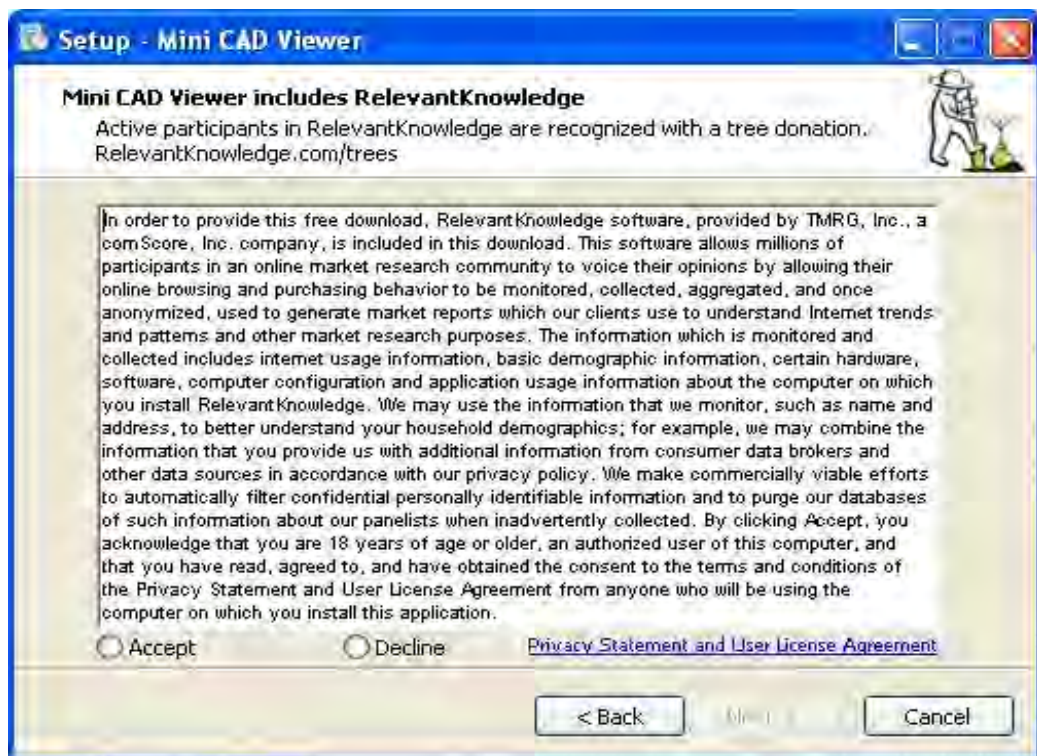 Setup - Mini CAD Viewer
Mini CAD Viewer includes RelevantKnowledge
Active participants in RelevantKnowledge are recognized with a tree donation.
RelevantKnowledge.com/trees
In order to provide this free download, RelevantKnowledge software, provided by TMRG, Inc., a
comScore, Inc. company, is included in this download. This software allows millions of
participants in an online market research community to voice their opinions by allowing their
online browsing and purchasing behavior to be monitored, collected, aggregated, and once
anonymized, used to generate market reports which our clients use to understand Internet trends
and patterns and other market research purposes. The information which is monitored and
collected includes internet usage information, basic demographic information, certain hardware,
software, computer configuration and application usage information about the computer on which
you install RelevantKnowledge. We may use the information that we monitor, such as name and
address, to better understand your household demographics; for example, we may combine the
information that you provide us with additional information from consumer data brokers and
other data sources in accordance with our privacy policy. We make commercially viable efforts
to automatically filter confidential personally identifiable information and to purge our databases
of such information about our panelists when inadvertently collected. By clicking Accept, you
acknowledge that you are 18 years of age or older, an authorized user of this computer, and
that you have read, agreed to, and have obtained the consent to the terms and conditions of
the Privacy Statement and User License Agreement from anyone who will be using the
computer on which you install this application.
Accept Decline Privacy Statement and User License Agreement
< Back Cancel